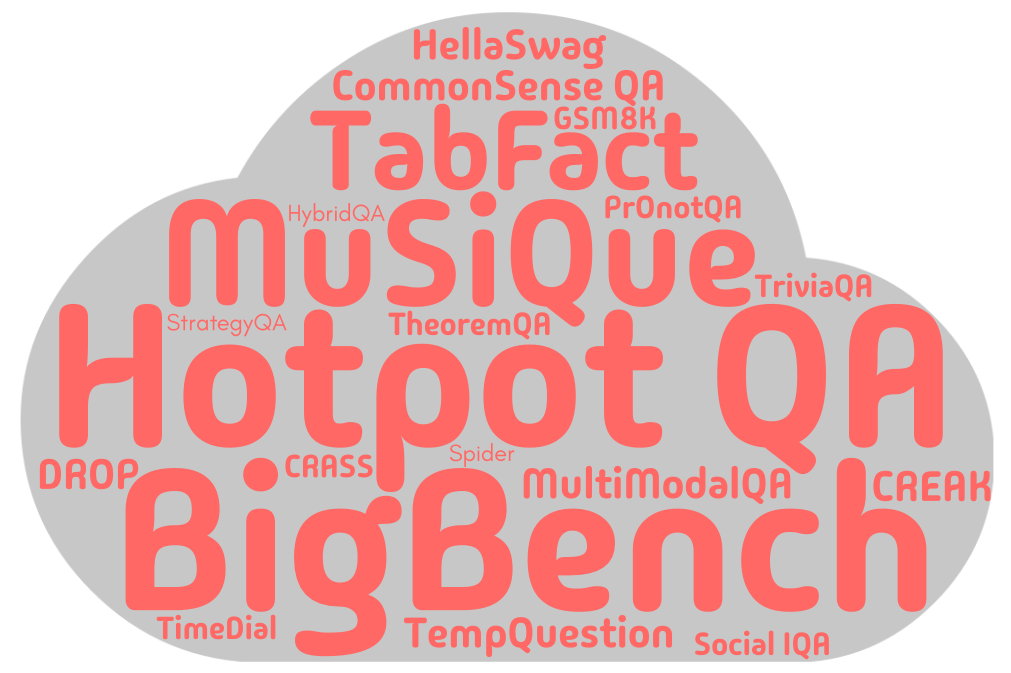 HellaSwag
CommonSense QA
GSM8K
TabFact
HybridQA
PrOnotQA
MuSiQue
TriviaQA
StrategyQA
TheoremQA
Hotpot QA
Spider
DROP
CRASS
MultiModalQA
CREAK
BigBench
TimeDial
TempQuestion
Social IQA